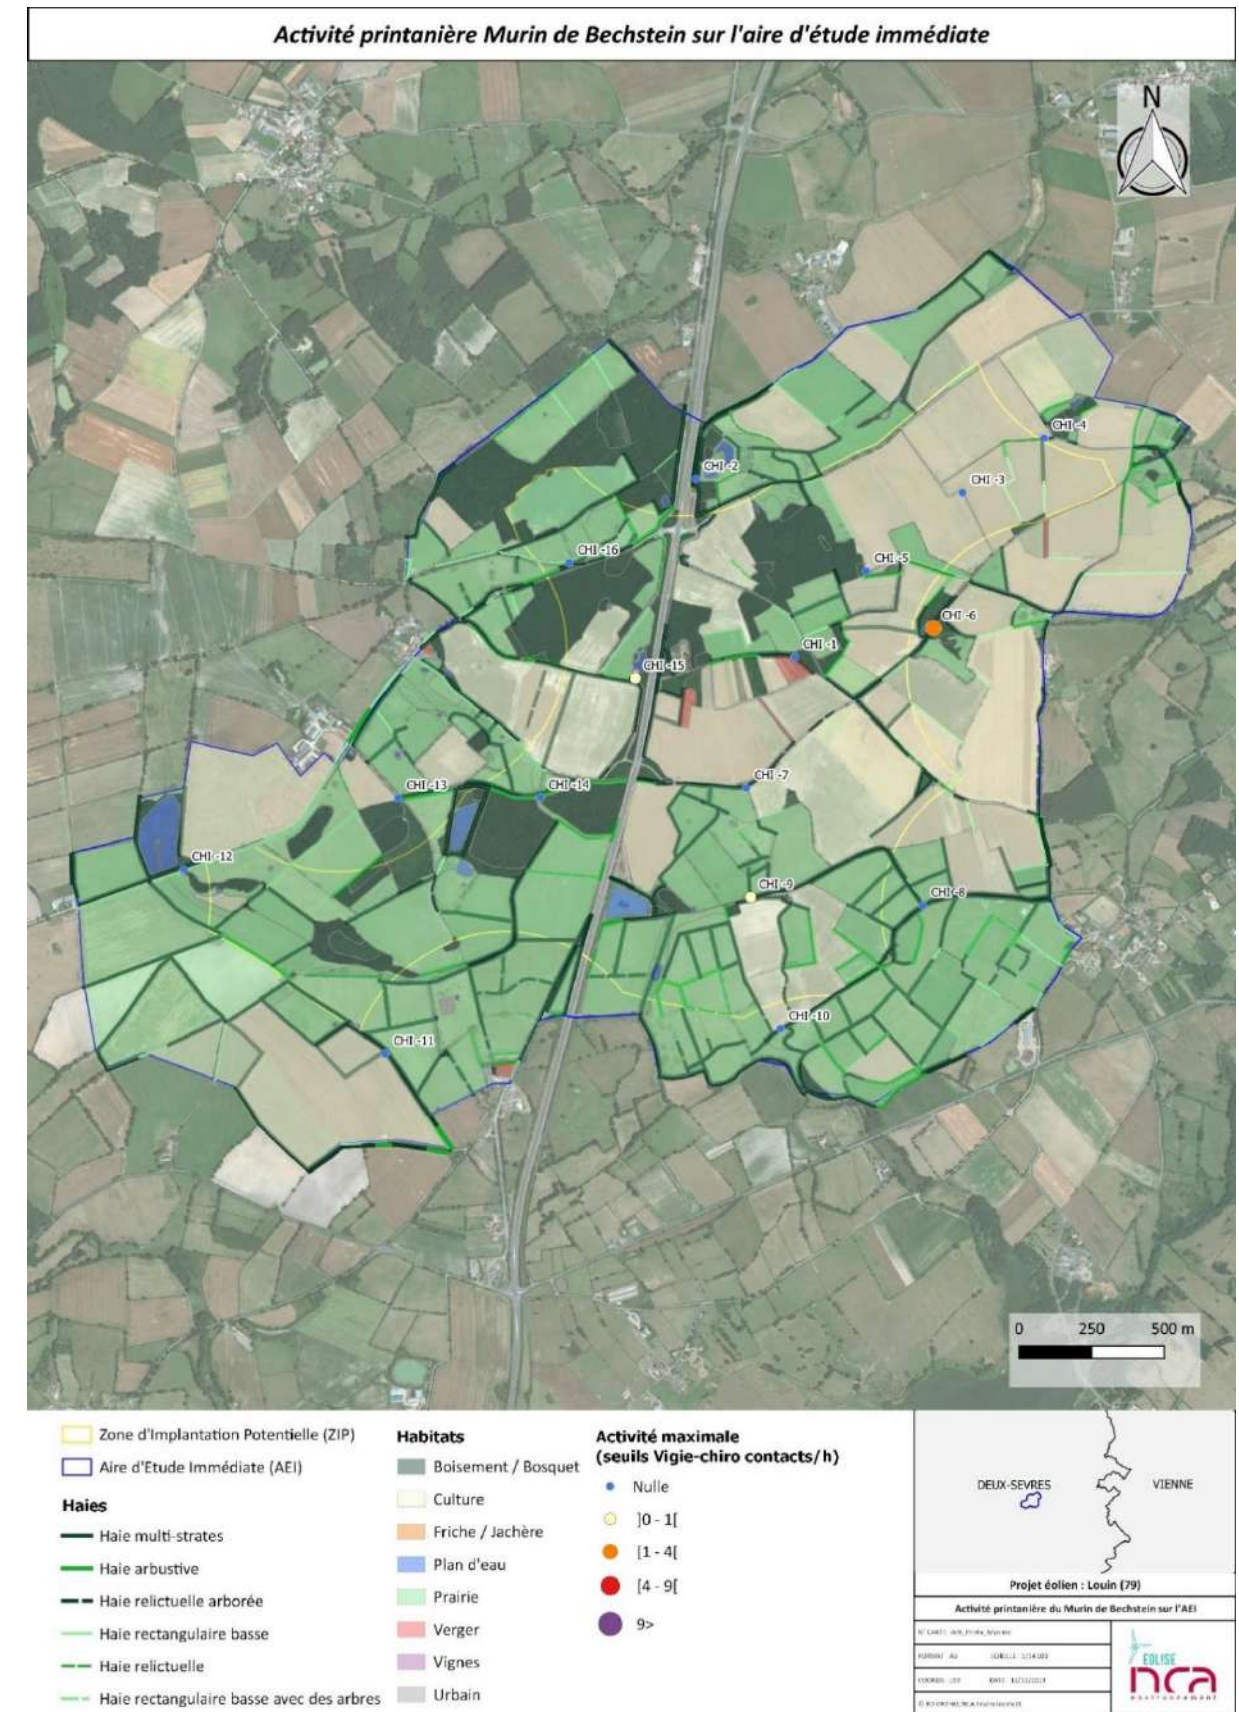 Activité printanière Murin de Bechstein sur l'aire d'étude immédiate
N
CHI -4
CHI -2
CHI -3
CHI -16
CHI -5
CHI -6
CHI -1
CHI -15
CHI -7
CHI -13
CHI -14
CHI -12
CHI -9
CHI -8
CHI -10
CHI -11
0 250 500 m
Zone d'Implantation Potentielle (ZIP)
Aire d'Etude Immédiate (AEI)
Haies
Haie multi-strates
Haie arbustive
Haie relictuelle arborée
Haie rectangulaire basse
Haie relictuelle
Haie rectangulaire basse avec des arbres
Habitats
Boisement / Bosquet
Culture
Friche / Jachère
Plan d'eau
Prairie
Verger
Vignes
Urbain
Activité maximale
(seuils Vigie-chiro contacts/h)
Nulle
]0 - 1[
[1 - 4[
[4 - 9[
9>
DEUX-SEVRES
VIENNE
Projet éolien : Louin (79)
Activité printanière du Murin de Bechstein sur l'AEI
EOLISE
nca
environnement